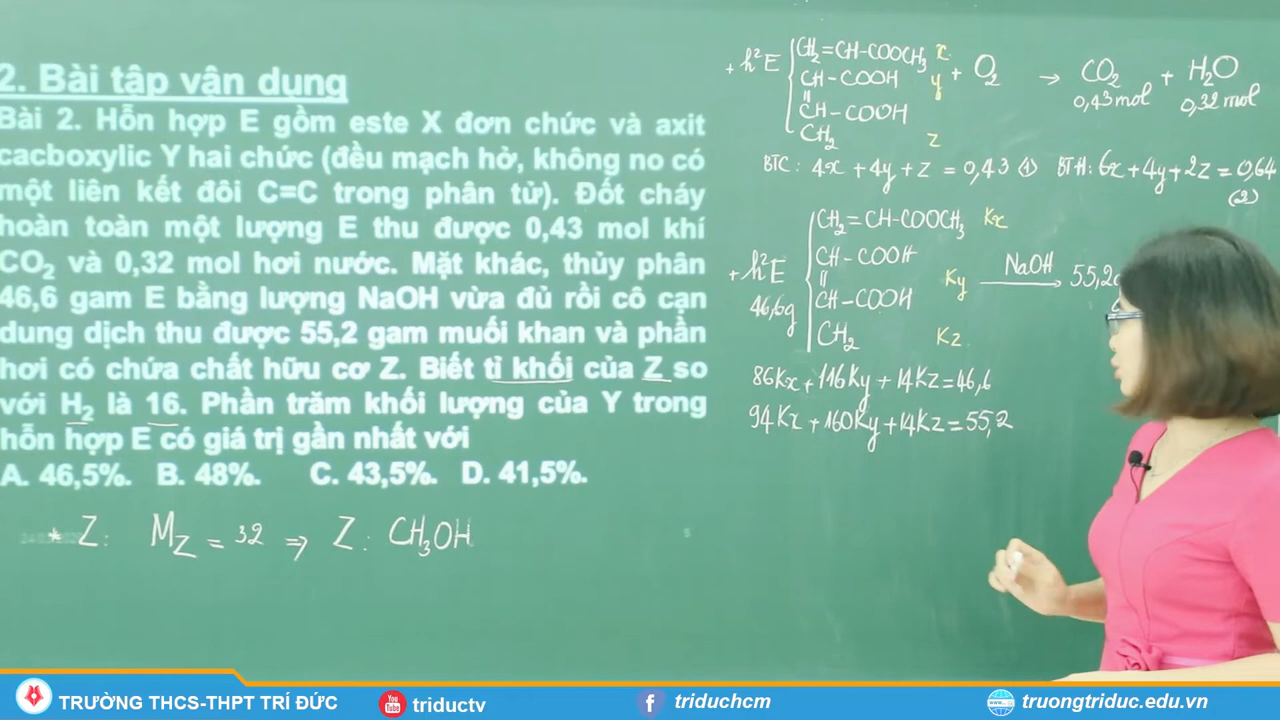 2. Bài tập vận dụng
Bài 2. Hỗn hợp E gồm este X đơn chức và axit
cacboxylic Y hai chức (đều mạch hở, không no có
một liên kết đôi C=C trong phân tử). Đốt cháy
hoàn toàn một lượng E thu được 0,43 mol khí
CO₂ và 0,32 mol hơi nước. Mặt khác, thủy phân
46,6 gam E bằng lượng NaOH vừa đủ rồi cô cạn
dung dịch thu được 55,2 gam muối khan và phần
hơi có chứa chất hữu cơ Z. Biết tỉ khối của Z so
với H₂ là 16. Phần trăm khối lượng của Y trong
hỗn hợp E có giá trị gần nhất với
A. 46,5%. B. 48%. C. 43,5%. D. 41,5%.
+ Z: M_Z = 32 => Z: CH₃OH
+ h²E
CH₂=CH-COOCH₃ x
CH-COOH y
||
CH-COOH
CH₂ z
+ O₂ → CO₂ + H₂O
0,43 mol 0,32 mol
BTC: 4x + 4y + z = 0,43 (1) BTH: 6x + 4y + 2z = 0,64
(2)
+ h²E
46,6g
CH₂=CH-COOCH₃ Kx
CH-COOH
||
CH-COOH Ky
CH₂ Kz
NaOH → 55,2
86Kx + 116Ky + 14Kz = 46,6
94Kx + 160Ky + 14Kz = 55,2
TRƯỜNG THCS-THPT TRÍ ĐỨC
You Tube
triductv
f
triduchcm
truongtriduc.edu.vn